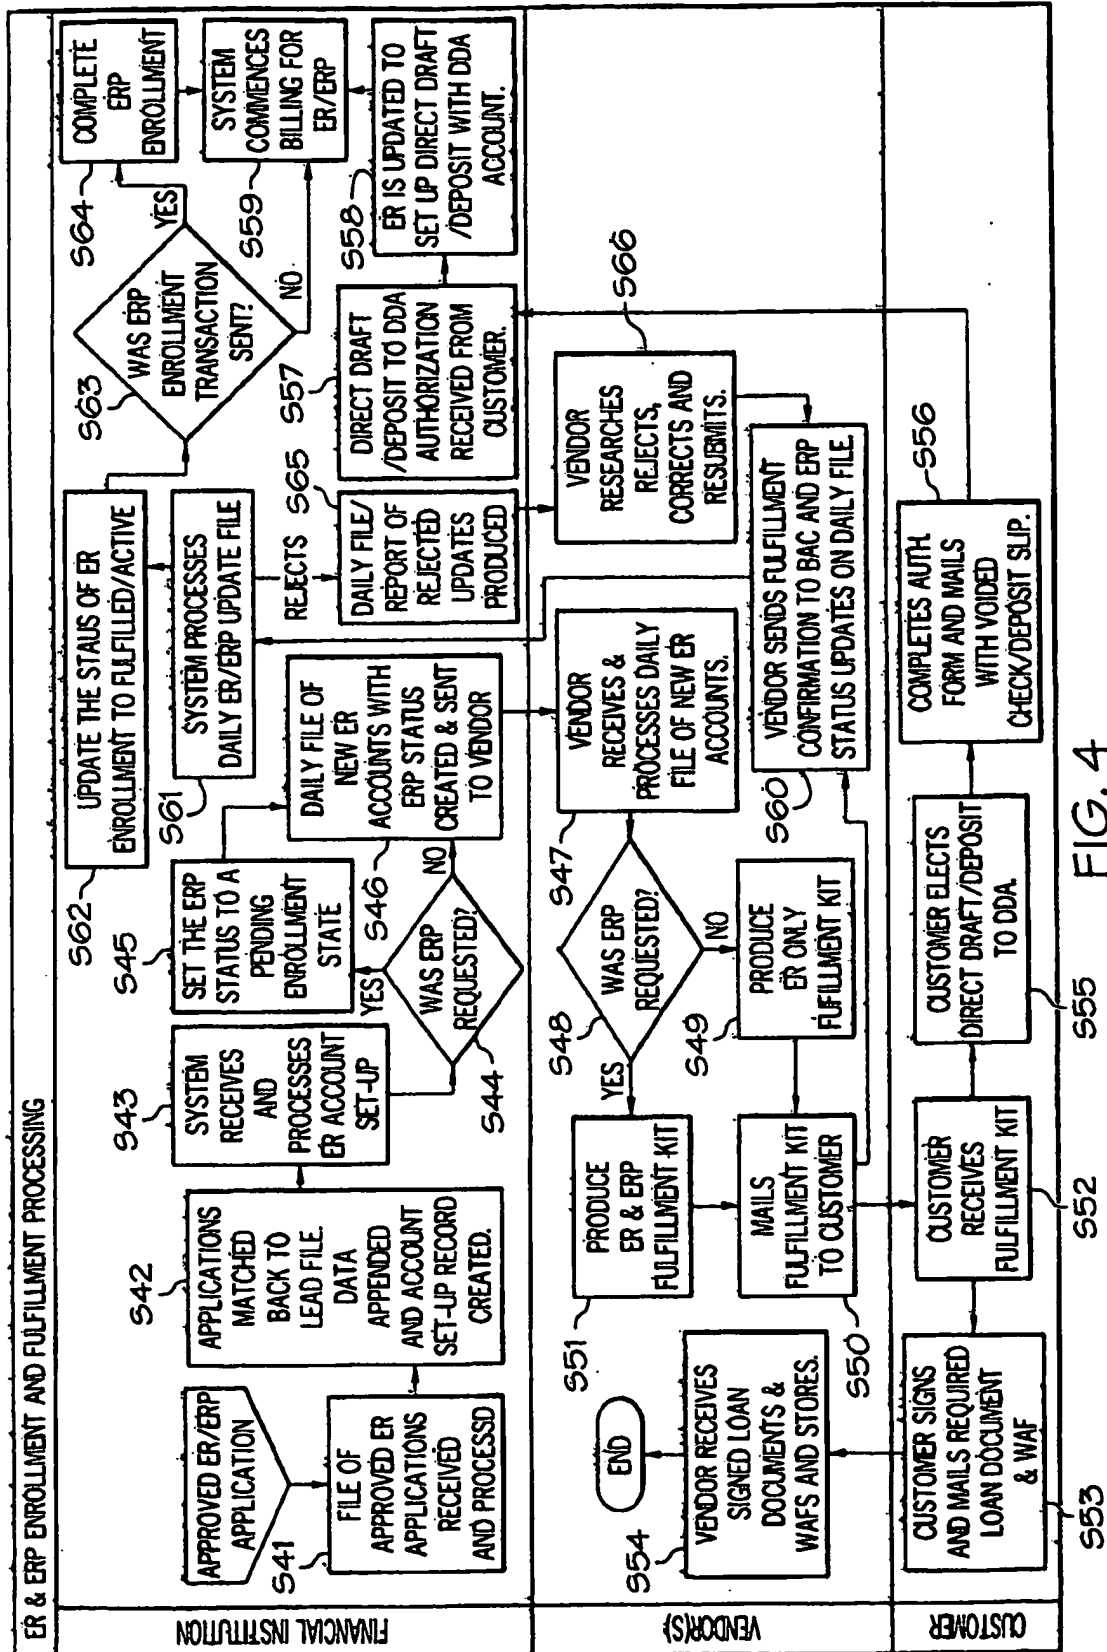 ER & ERP ENROLLMENT AND FULFILLMENT PROCESSING
FINANCIAL INSTITUTION
APPROVED ER/ERP
APPLICATION
S41
FILE OF
APPROVED ER
APPLICATIONS
RECEIVED
AND PROCESSD
S42
APPLICATIONS
MATCHED
BACK TO
LEAD FILE.
DATA
APPENDED
AND ACCOUNT
SET-UP RECORD
CREATED.
S43
SYSTEM
RECEIVES
AND
PROCESSES
ER ACCOUNT
SET-UP
S44
WAS ERP
REQUESTED?
YES
NO
S45
SET THE ERP
STATUS TO A
PENDING
ENROLLMENT
STATE.
S46
DAILY FILE OF
NEW ER
ACCOUNTS WITH
ERP STATUS
CREATED & SENT
TO VENDOR
S62
UPDATE THE STAUS OF ER
ENROLLMENT TO FULFILLED/ACTIVE
S61
SYSTEM PROCESSES
DAILY ER/ERP UPDATE FILE
REJECTS
S65
DAILY FILE/
REPORT OF
REJECTED
UPDATES
PRODUCED
S63
WAS ERP
ENROLLMENT
TRANSACTION
SENT?
YES
NO
S57
DIRECT DRAFT
/DEPOSIT TO DDA
AUTHORIZATION
RECEIVED FROM
CUSTOMER.
S64
COMPLETE
ERP
ENROLLMENT
S59
SYSTEM
COMMENCES
BILLING FOR
ER/ERP
S58
ER IS UPDATED TO
SET UP DIRECT DRAFT
/DEPOSIT WITH DDA
ACCOUNT.
VENDOR(S)
END
S54
VENDOR RECEIVES
SIGNED LOAN
DOCUMENTS &
WAFS AND STORES.
S51
PRODUCE
ER & ERP
FULFILLMENT KIT
MAILS
FULFILLMENT KIT
TO CUSTOMER
S50
S48
WAS ERP
REQUESTED?
YES
NO
S49
PRODUCE
ER ONLY
FUFILLMENT KIT
S47
VENDOR
RECEIVES &
PROCESSES DAILY
FILE OF NEW ER
ACCOUNTS.
S60
VENDOR SENDS FULFILLMENT
CONFIRMATION TO BAC AND ERP
STATUS UPDATES ON DAILY FILE.
VENDOR
RESEARCHES
REJECTS,
CORRECTS AND
RESUBMITS.
S66
CUSTOMER
CUSTOMER SIGNS
AND MAILS REQUIRED
LOAN DOCUMENT
& WAF
S53
CUSTOMER
RECEIVES
FULFILLMENT KIT
S52
CUSTOMER ELECTS
DIRECT DRAFT/DEPOSIT
TO DDA.
S55
COMPLETES AUTH.
FORM AND MAILS
WITH VOIDED
CHECK/DEPOSIT SLIP.
S56
FIG. 4